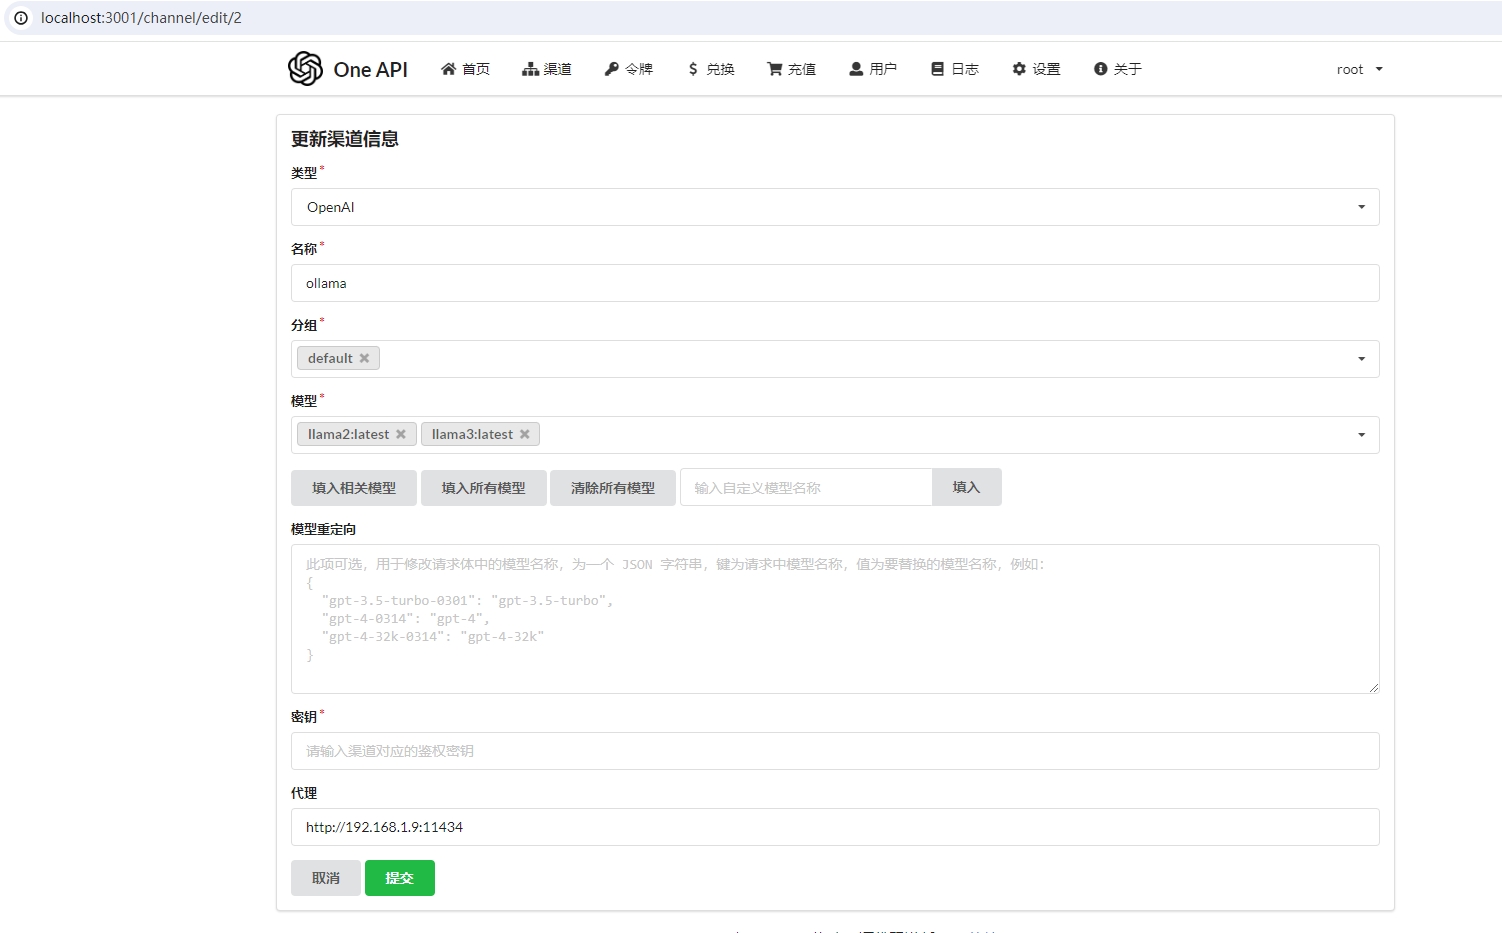 localhost:3001/channel/edit/2
One API 首页 渠道 令牌 兑换 充值 用户 日志 设置 关于 root
更新渠道信息
类型*
OpenAI
名称*
ollama
分组*
default
模型*
llama2:latest llama3:latest
填入相关模型 填入所有模型 清除所有模型 输入自定义模型名称 填入
模型重定向
此项可选，用于修改请求体中的模型名称，为一个 JSON 字符串，键为请求中模型名称，值为要替换的模型名称，例如：
{
"gpt-3.5-turbo-0301": "gpt-3.5-turbo",
"gpt-4-0314": "gpt-4",
"gpt-4-32k-0314": "gpt-4-32k"
}
密钥*
请输入渠道对应的鉴权密钥
代理
http://192.168.1.9:11434
取消 提交